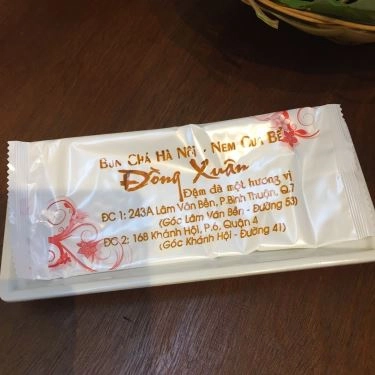 BÚN CHẢ HÀ NỘI - NEM CUA BỂ
Đồng Xuân
Đậm đà một hương vị
ĐC 1: 243A Lâm Văn Bền, P.Bình Thuận, Q.7
(Góc Lâm Văn Bền - Đường 53)
ĐC 2: 168 Khánh Hội, P.6, Quận 4
(Góc Khánh Hội - Đường 41)